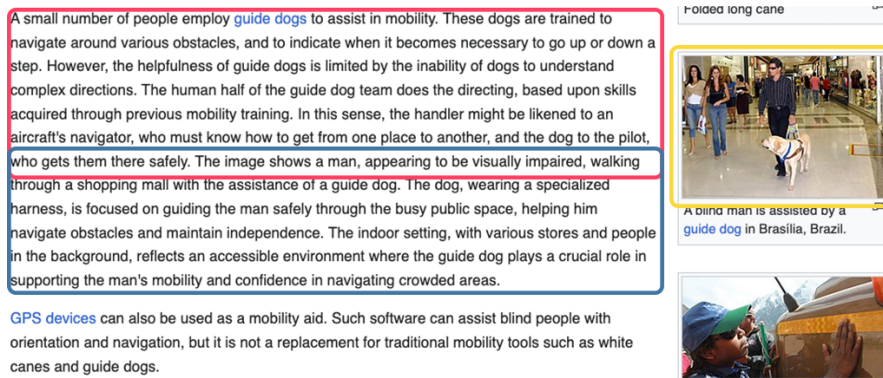 A small number of people employ guide dogs to assist in mobility. These dogs are trained to
navigate around various obstacles, and to indicate when it becomes necessary to go up or down a
step. However, the helpfulness of guide dogs is limited by the inability of dogs to understand
complex directions. The human half of the guide dog team does the directing, based upon skills
acquired through previous mobility training. In this sense, the handler might be likened to an
aircraft's navigator, who must know how to get from one place to another, and the dog to the pilot,
who gets them there safely. The image shows a man, appearing to be visually impaired, walking
through a shopping mall with the assistance of a guide dog. The dog, wearing a specialized
harness, is focused on guiding the man safely through the busy public space, helping him
navigate obstacles and maintain independence. The indoor setting, with various stores and people
in the background, reflects an accessible environment where the guide dog plays a crucial role in
supporting the man's mobility and confidence in navigating crowded areas.
GPS devices can also be used as a mobility aid. Such software can assist blind people with
orientation and navigation, but it is not a replacement for traditional mobility tools such as white
canes and guide dogs.
Folded long cane
A blind man is assisted by a
guide dog in Brasília, Brazil.